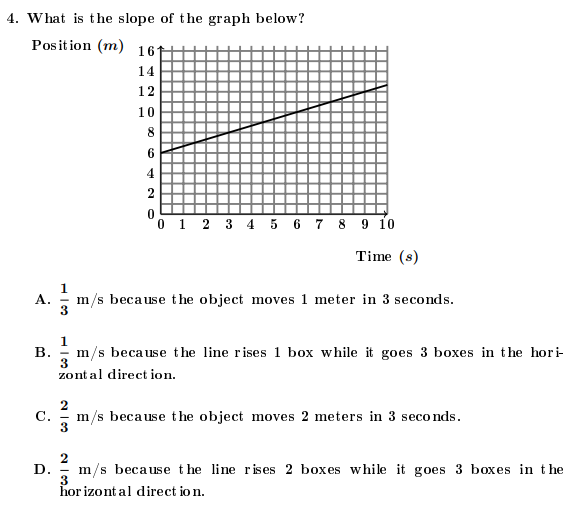 4. What is the slope of the graph below?
Position (m)
16
14
12
10
8
6
4
2
0
0 1 2 3 4 5 6 7 8 9 10
Time (s)
A. 1/3 m/s because the object moves 1 meter in 3 seconds.
B. 1/3 m/s because the line rises 1 box while it goes 3 boxes in the hori-
zontal direction.
C. 2/3 m/s because the object moves 2 meters in 3 seconds.
D. 2/3 m/s because the line rises 2 boxes while it goes 3 boxes in the
horizontal direction.